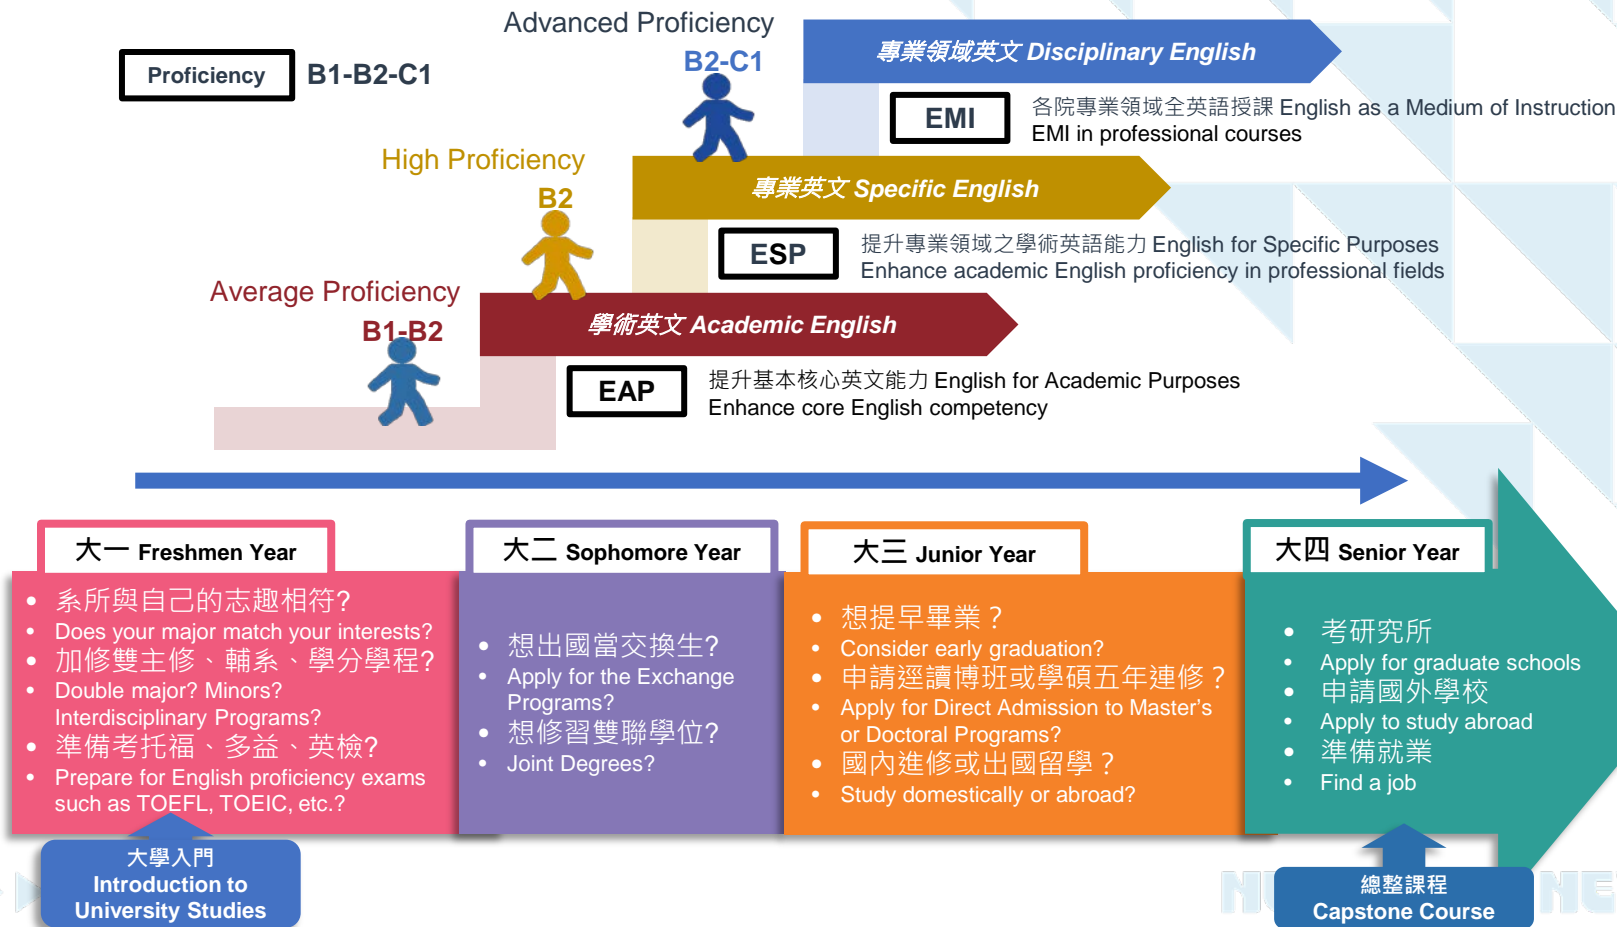 Proficiency
B1-B2-C1
Advanced Proficiency
B2-C1
專業領域英文 Disciplinary English
EMI
各院專業領域全英語授課 English as a Medium of Instruction
EMI in professional courses
High Proficiency
B2
專業英文 Specific English
ESP
提升專業領域之學術英語能力 English for Specific Purposes
Enhance academic English proficiency in professional fields
Average Proficiency
B1-B2
學術英文 Academic English
EAP
提升基本核心英文能力 English for Academic Purposes
Enhance core English competency
大一 Freshmen Year
• 系所與自己的志趣相符?
• Does your major match your interests?
• 加修雙主修、輔系、學分學程?
• Double major? Minors?
Interdisciplinary Programs?
• 準備考托福、多益、英檢?
• Prepare for English proficiency exams
such as TOEFL, TOEIC, etc.?
大學入門
Introduction to
University Studies
大二 Sophomore Year
• 想出國當交換生?
• Apply for the Exchange
Programs?
• 想修習雙聯學位?
• Joint Degrees?
大三 Junior Year
• 想提早畢業？
• Consider early graduation?
• 申請逕讀博班或學碩五年連修？
• Apply for Direct Admission to Master's
or Doctoral Programs?
• 國內進修或出國留學？
• Study domestically or abroad?
大四 Senior Year
• 考研究所
• Apply for graduate schools
• 申請國外學校
• Apply to study abroad
• 準備就業
• Find a job
總整課程
Capstone Course